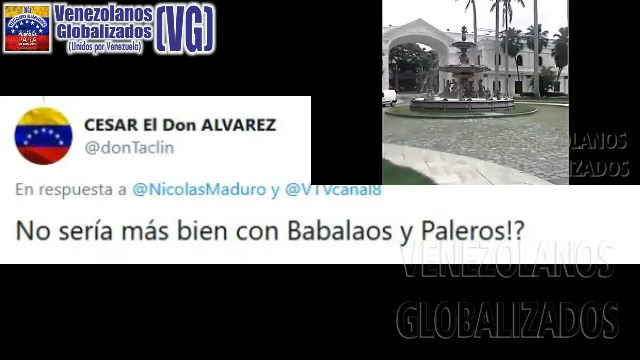 VG
Venezolanos
Globalizados
(Unidos por Venezuela)
(VG)
CESAR El Don ALVAREZ
@donTaclin
En respuesta a @NicolasMaduro y @VTVcanal8
No sería más bien con Babalaos y Paleros!?
VENEZOLANOS
GLOBALIZADOS